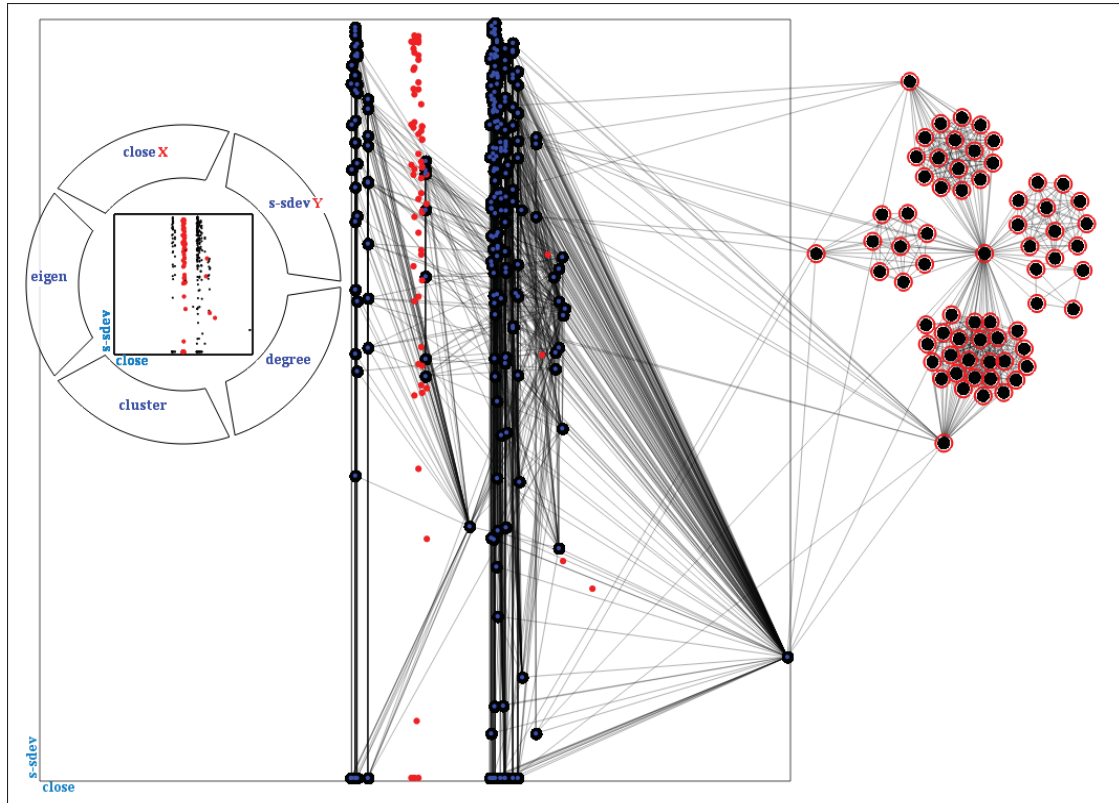 close X
s-sdev Y
eigen
s-sdev
close
degree
cluster
s-sdev
close